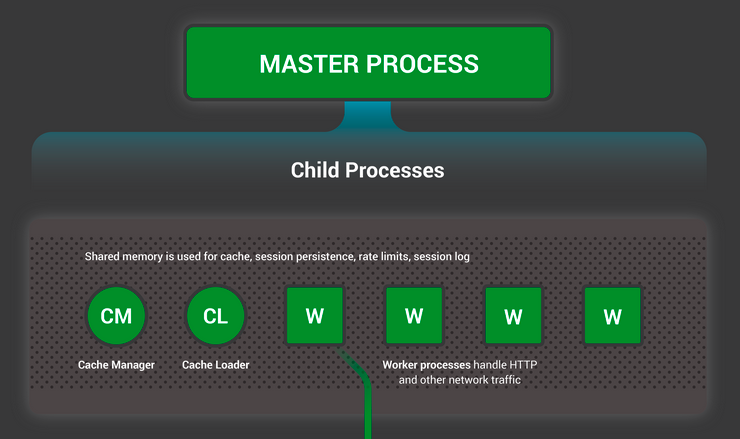 MASTER PROCESS
Child Processes
Shared memory is used for cache, session persistence, rate limits, session log
CM
CL
W
W
W
W
Cache Manager
Cache Loader
Worker processes handle HTTP
and other network traffic